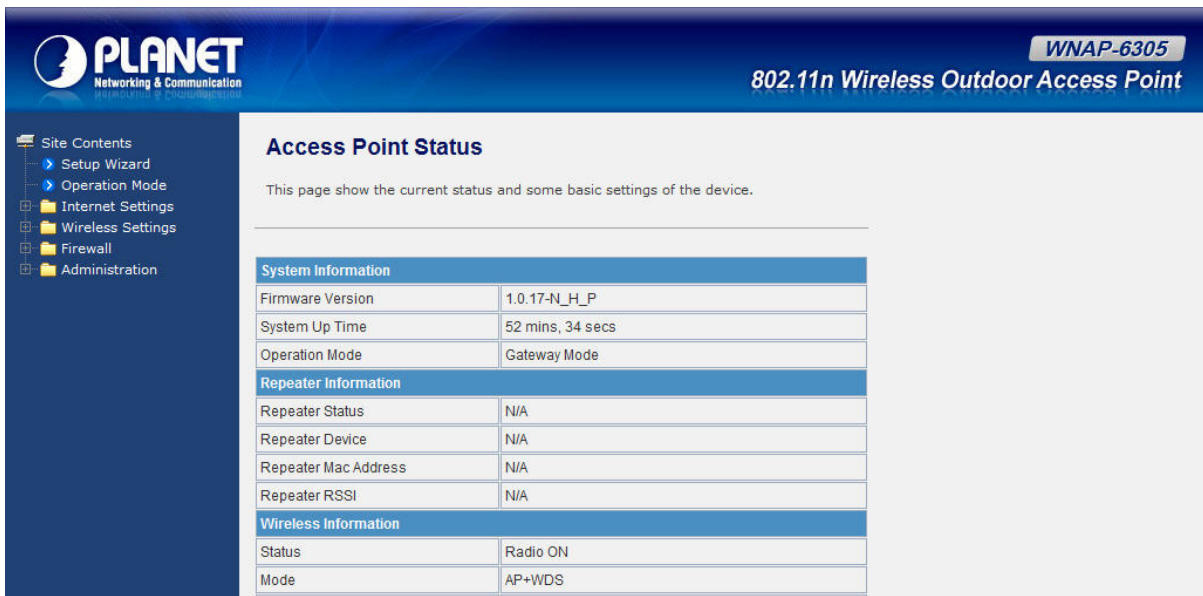 PLANET
Networking & Communication
WNAP-6305
802.11n Wireless Outdoor Access Point
Site Contents
Setup Wizard
Operation Mode
Internet Settings
Wireless Settings
Firewall
Administration
Access Point Status
This page show the current status and some basic settings of the device.
System Information
Firmware Version 1.0.17-N_H_P
System Up Time 52 mins, 34 secs
Operation Mode Gateway Mode
Repeater Information
Repeater Status N/A
Repeater Device N/A
Repeater Mac Address N/A
Repeater RSSI N/A
Wireless Information
Status Radio ON
Mode AP+WDS